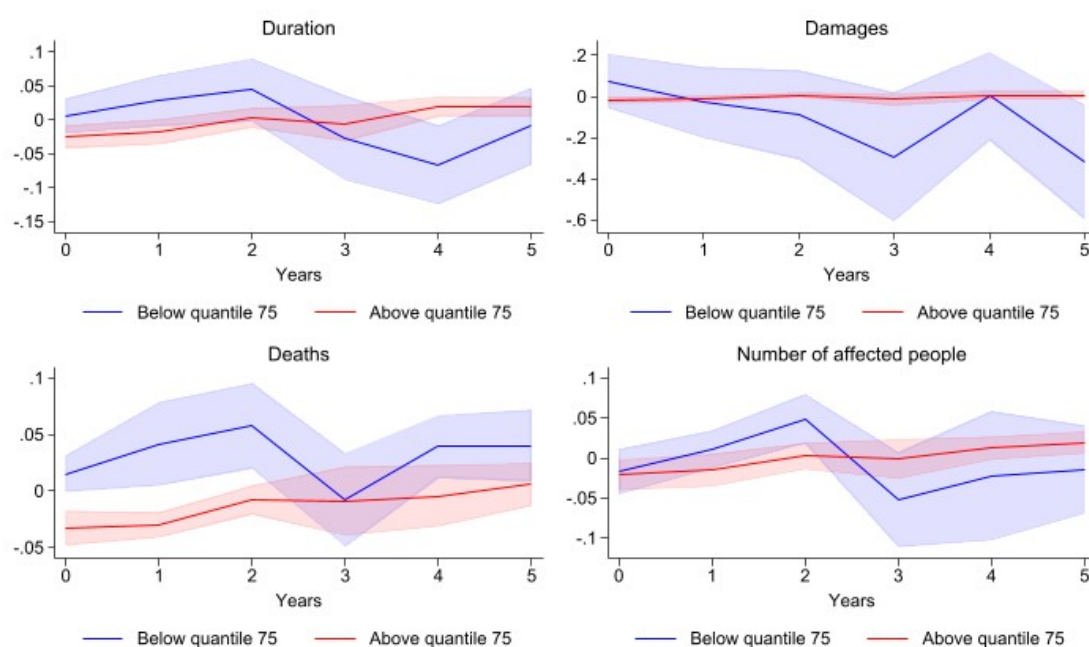 Duration
.1
.05
0
-.05
-.1
-.15
0 1 2 3 4 5
Years
Below quantile 75 Above quantile 75
Damages
.2
0
-.2
-.4
-.6
0 1 2 3 4 5
Years
Below quantile 75 Above quantile 75
Deaths
.1
.05
0
-.05
0 1 2 3 4 5
Years
Below quantile 75 Above quantile 75
Number of affected people
.1
.05
0
-.05
-.1
0 1 2 3 4 5
Years
Below quantile 75 Above quantile 75